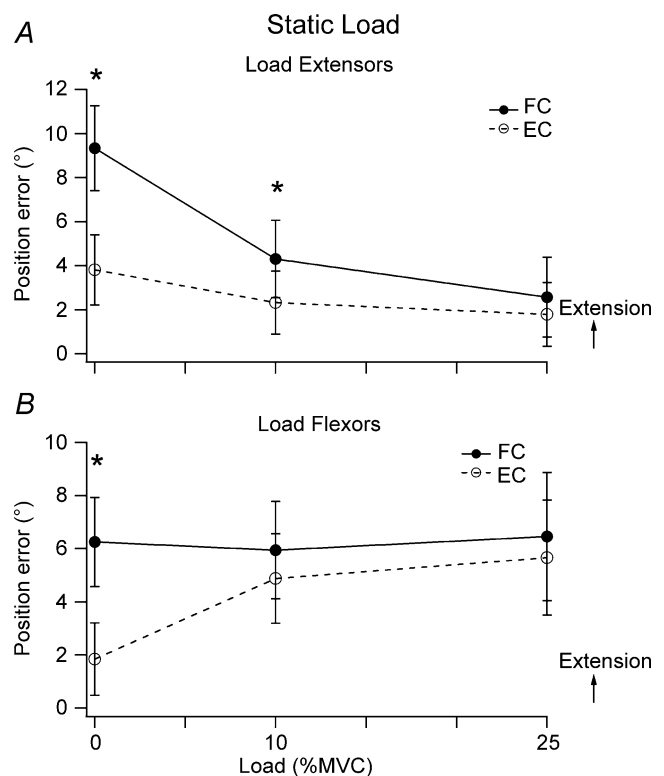 A
Static Load
Load Extensors
*
*
FC
EC
12
10
8
6
4
2
0
Position error (°)
Extension
B
Load Flexors
*
FC
EC
10
8
6
4
2
0
Position error (°)
Extension
0
10
25
Load (%MVC)